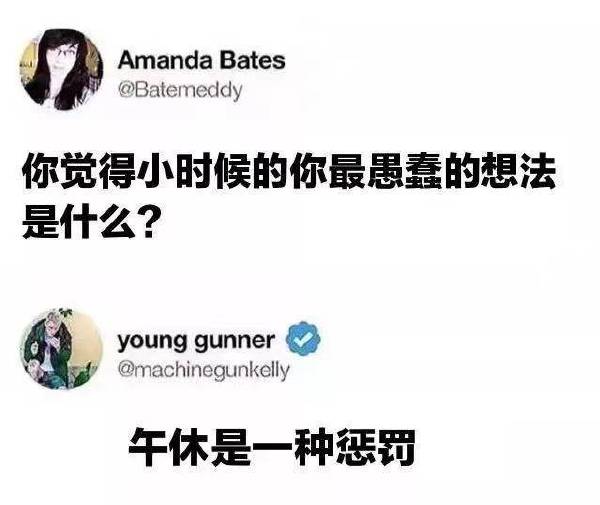 Amanda Bates
@Batemeddy
你觉得小时候的你最愚蠢的想法
是什么?
young gunner
@machinegunkelly
午休是一种惩罚